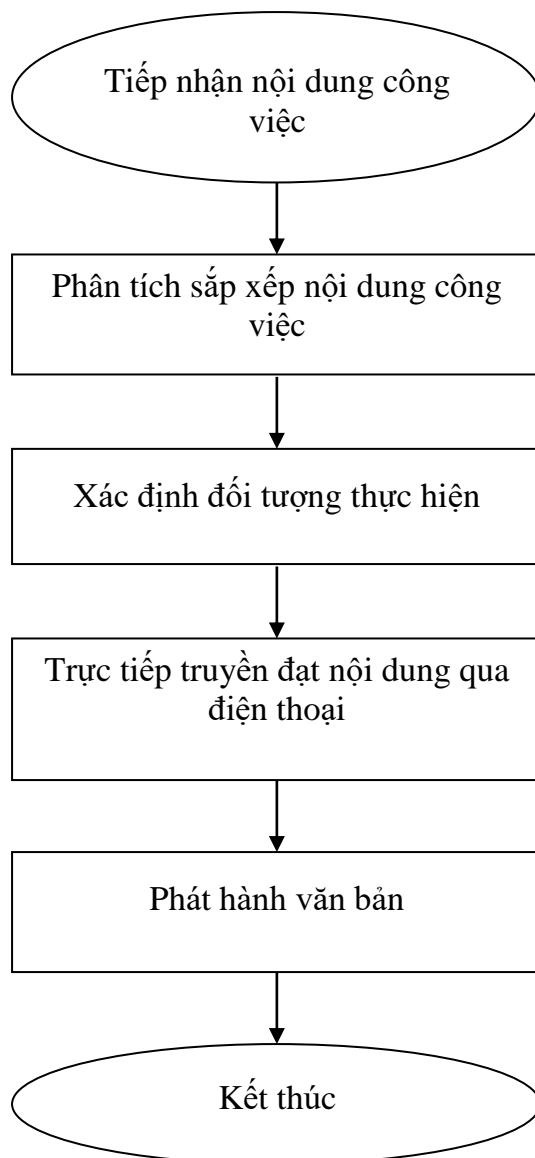 Tiếp nhận nội dung công
việc
Phân tích sắp xếp nội dung công
việc
Xác định đối tượng thực hiện
Trực tiếp truyền đạt nội dung qua
điện thoại
Phát hành văn bản
Kết thúc